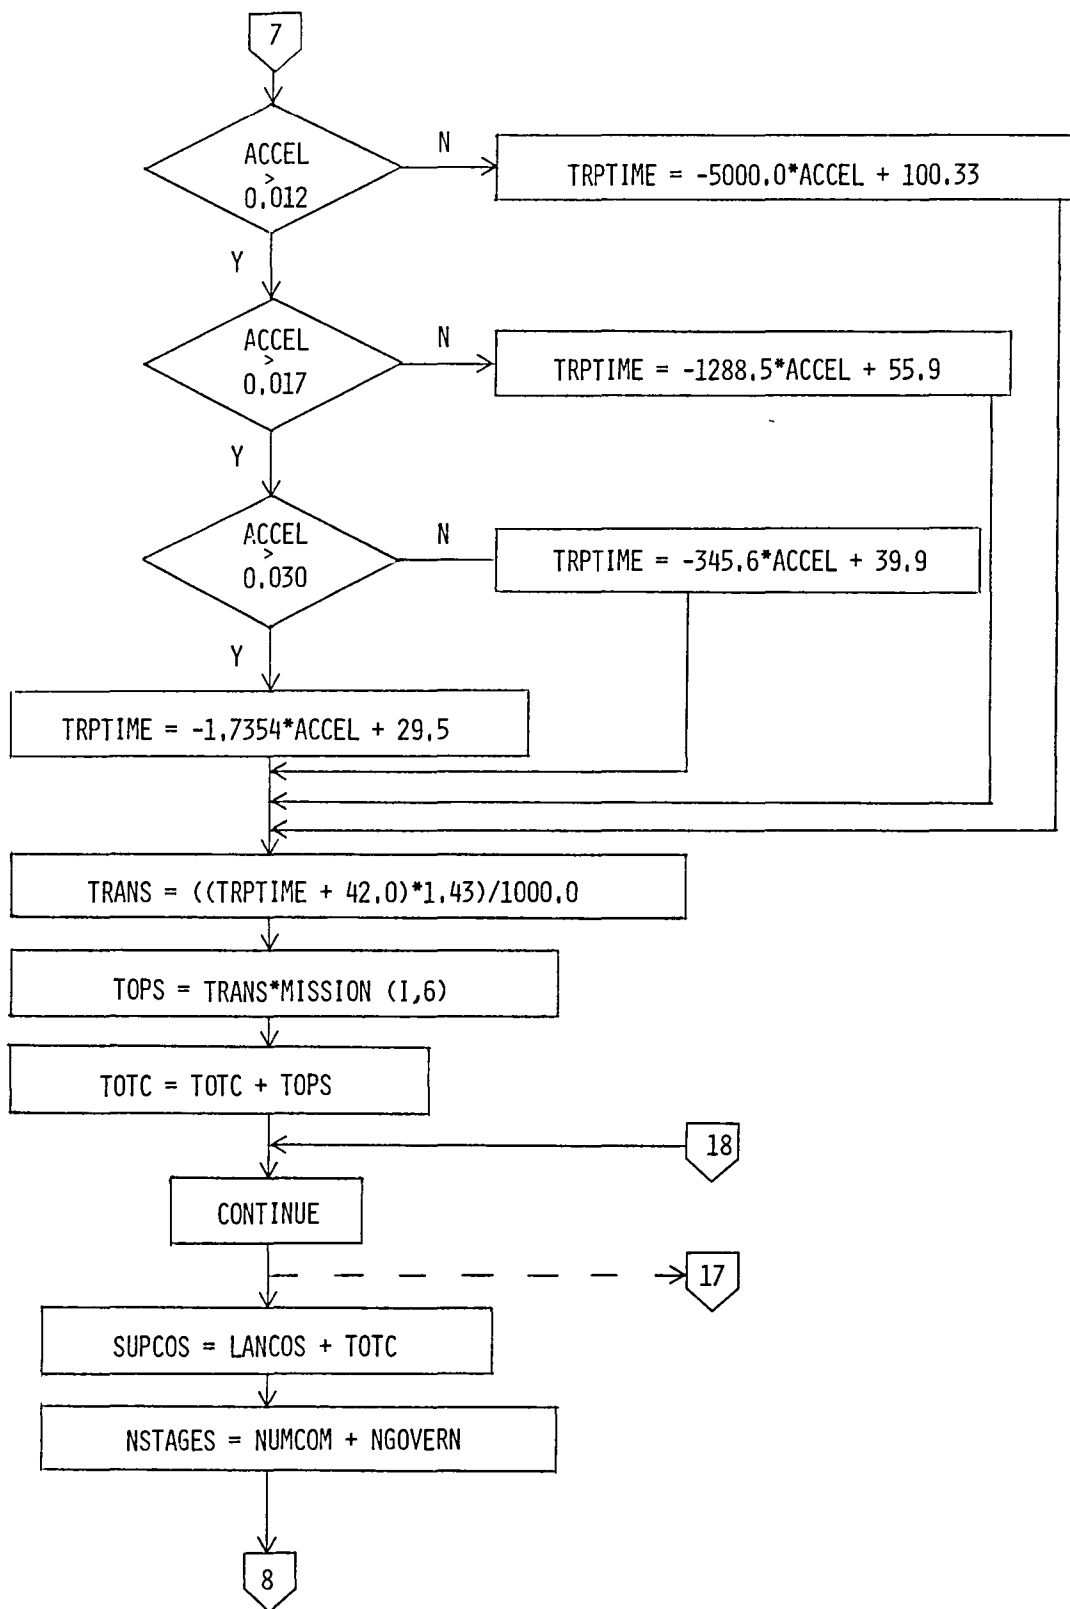 7
ACCEL
>
0.012
N
TRPTIME = -5000.0*ACCEL + 100.33
Y
ACCEL
>
0.017
N
TRPTIME = -1288.5*ACCEL + 55.9
Y
ACCEL
>
0.030
N
TRPTIME = -345.6*ACCEL + 39.9
Y
TRPTIME = -1.7354*ACCEL + 29.5
TRANS = ((TRPTIME + 42.0)*1.43)/1000.0
TOPS = TRANS*MISSION (I,6)
TOTC = TOTC + TOPS
18
CONTINUE
17
SUPCOS = LANCOS + TOTC
NSTAGES = NUMCOM + NGOVERN
8